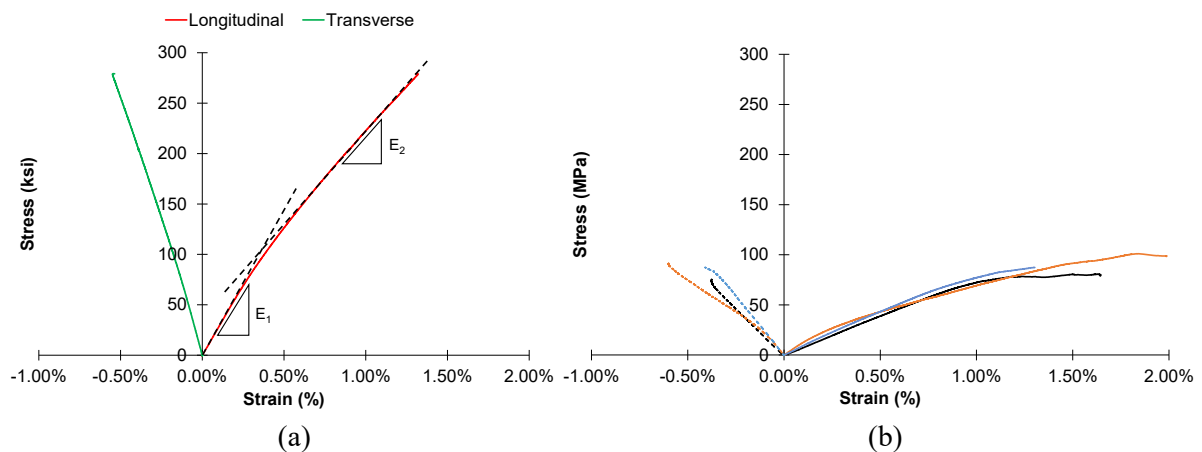 Longitudinal Transverse
300
250
200
150
100
50
0
-1.00% -0.50% 0.00% 0.50% 1.00% 1.50% 2.00%
Stress (ksi)
Strain (%)
E1
E2
(a)
300
250
200
150
100
50
0
-1.00% -0.50% 0.00% 0.50% 1.00% 1.50% 2.00%
Stress (MPa)
Strain (%)
(b)